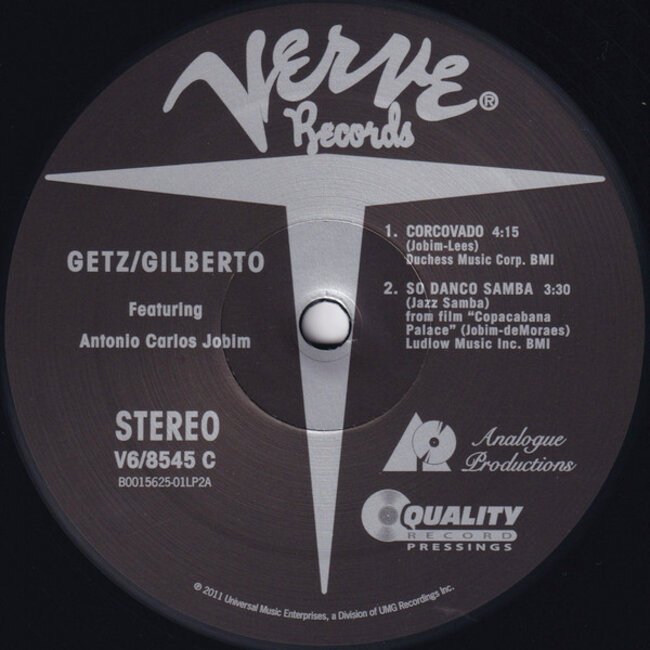 VERVE®
Records
GETZ/GILBERTO
Featuring
Antonio Carlos Jobim
STEREO
V6/8545 C
B0015625-01LP2A
1. CORCOVADO 4:15
(Jobim-Lees)
Duchess Music Corp. BMI
2. SO DANCO SAMBA 3:30
(Jazz Samba)
from film "Copacabana
Palace" (Jobim-deMoraes)
Ludlow Music Inc. BMI
Analogue
Productions
QUALITY
RECORD
PRESSINGS
℗ 2011 Universal Music Enterprises, a Division of UMG Recordings Inc.